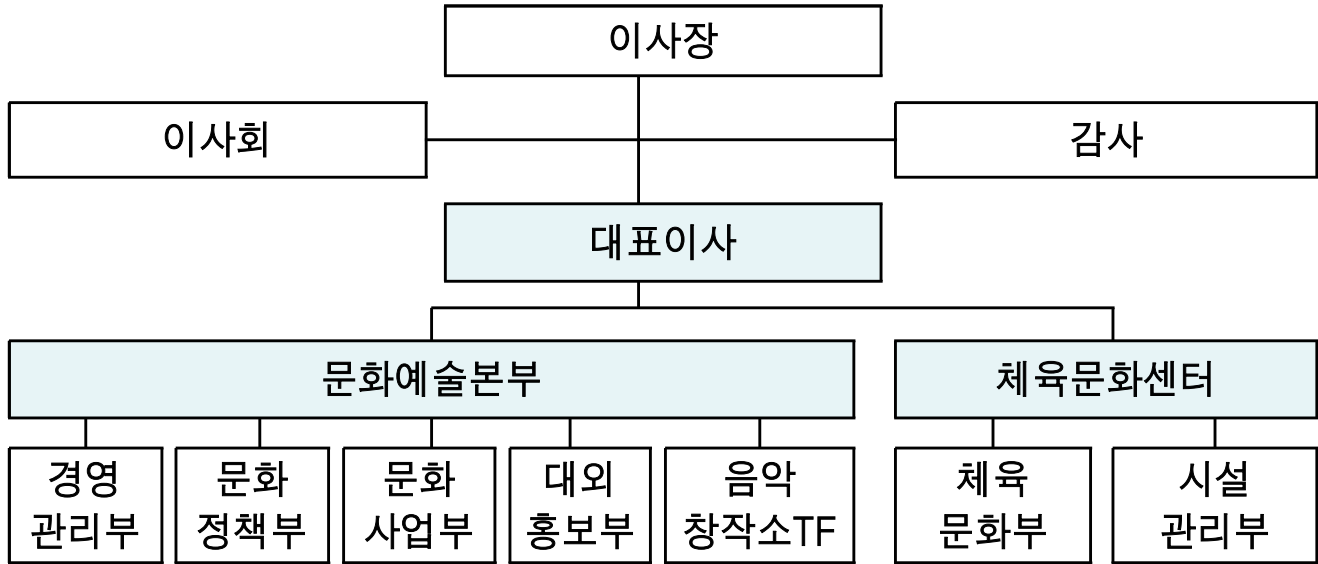 이사장
이사회
감사
대표이사
문화예술본부
체육문화센터
경영
관리부
문화
정책부
문화
사업부
대외
홍보부
음악
창작소TF
체육
문화부
시설
관리부